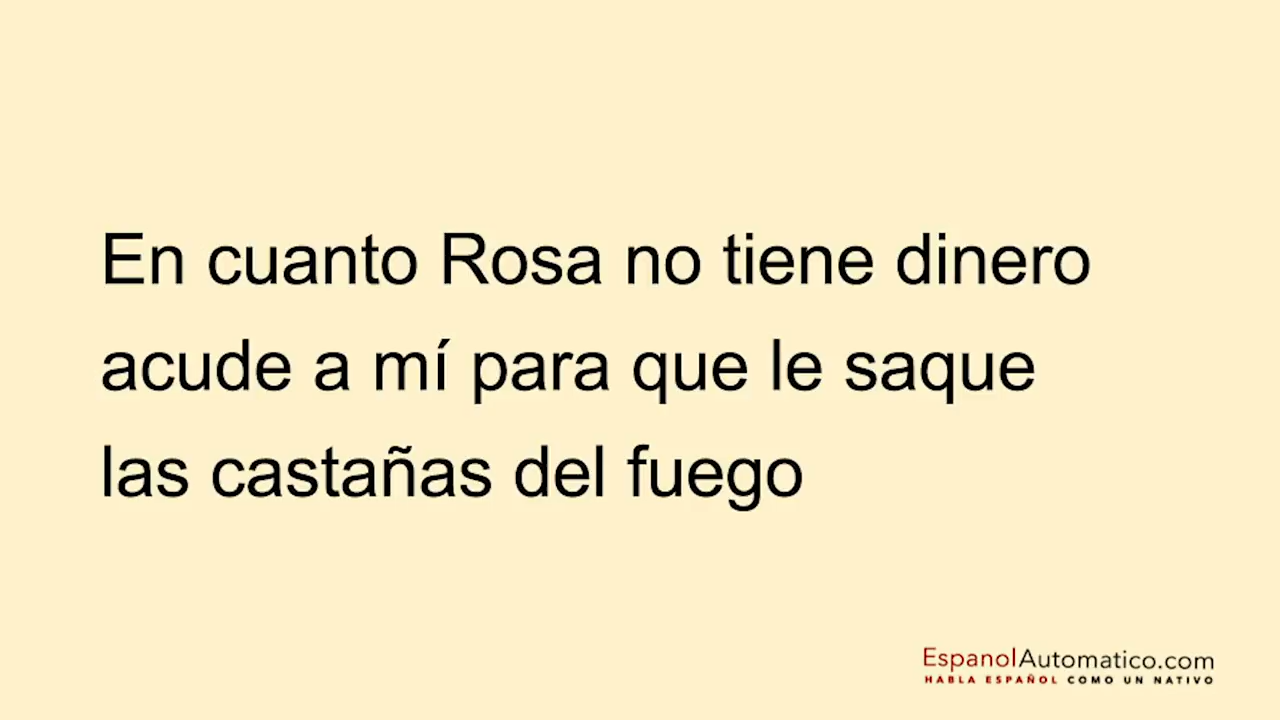 En cuanto Rosa no tiene dinero
acude a mí para que le saque
las castañas del fuego
EspanolAutomatico.com
HABLA ESPAÑOL COMO UN NATIVO